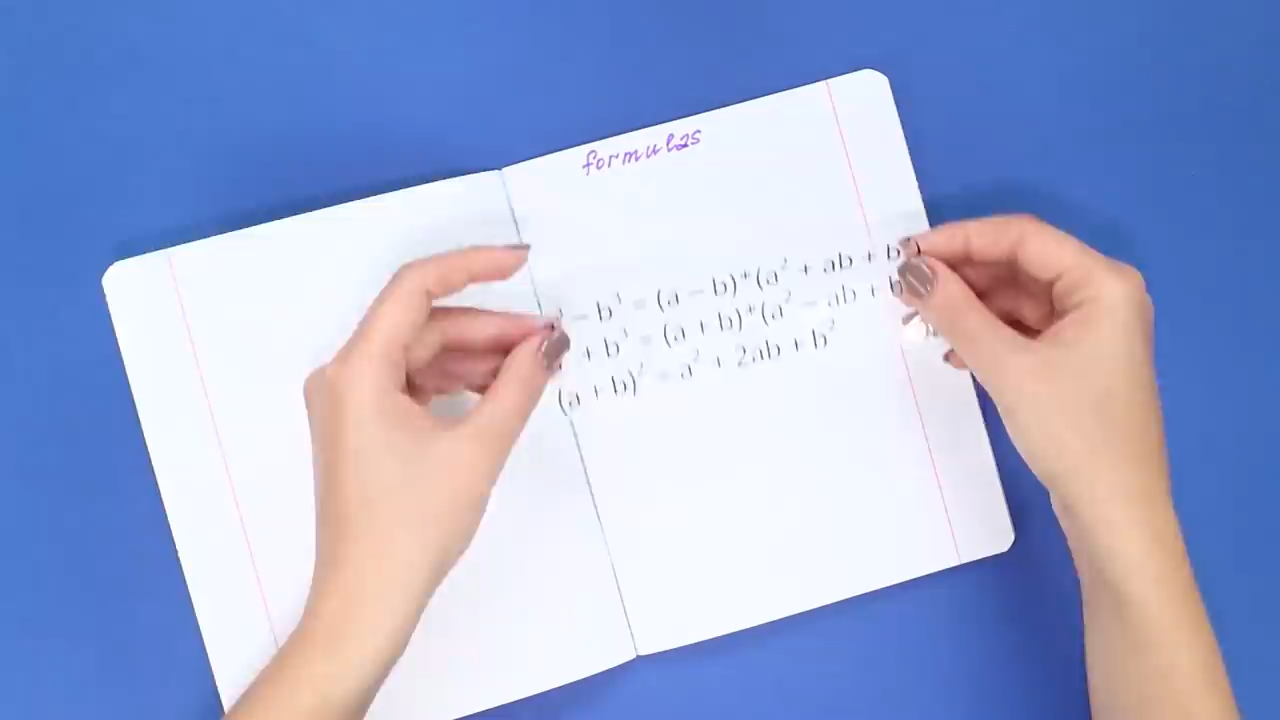 formulas
- b³ = (a - b)*(a² + ab + b²)
+ b³ = (a + b)*(a² - ab + b
(a + b)² = a² + 2ab + b²